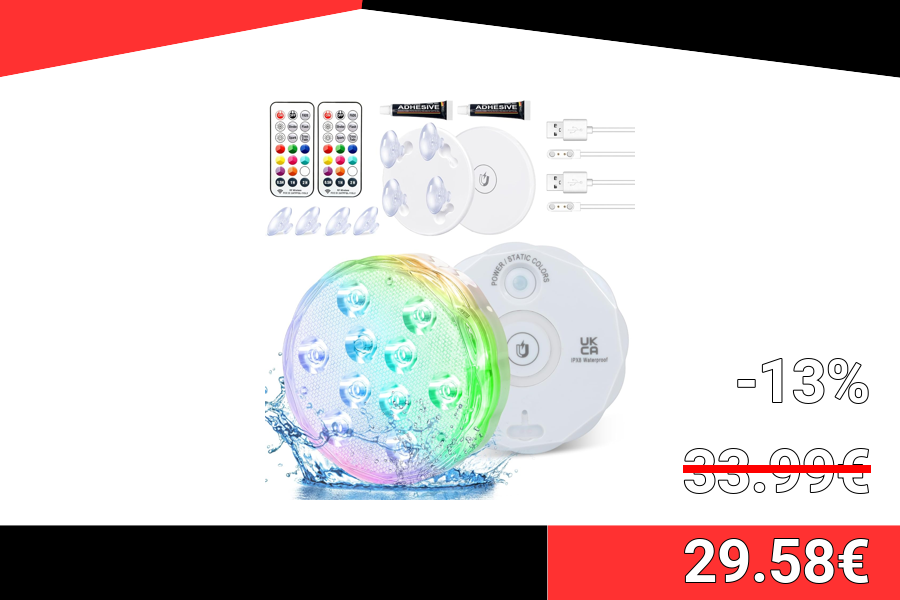 ADHESIVE ADHESIVE
POWER / STATIC COLORS
UK
CA
IP68 Waterproof
-13%
33.99€
29.58€